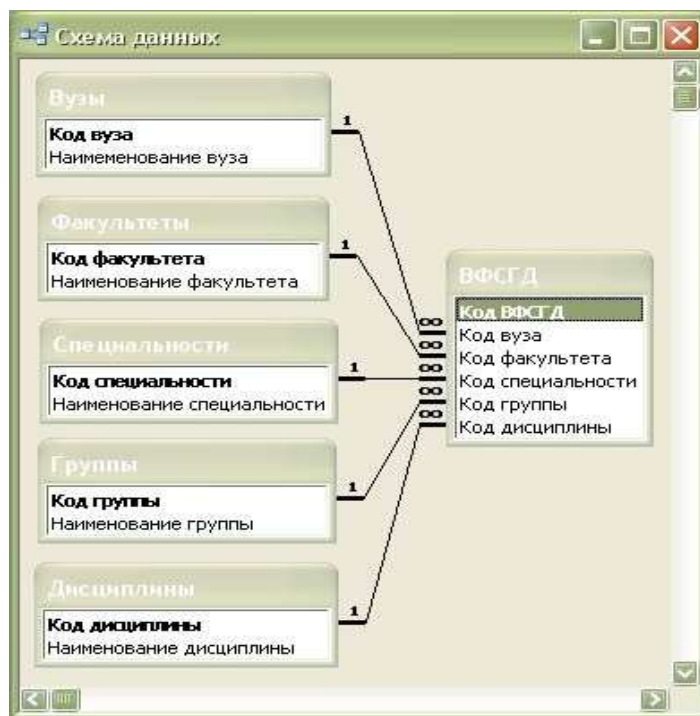 Схема данных
Вузы
1
Код вуза
Наимеменование вуза
Факультеты
1
Код факультета
Наименование факультета
Специальности
1
Код специальности
Наименование специальности
Группы
1
Код группы
Наименование группы
Дисциплины
1
Код дисциплины
Наименование дисциплины
ВФСГД
Код ВФСГД
∞
Код вуза
∞
Код факультета
∞
Код специальности
∞
Код группы
∞
Код дисциплины